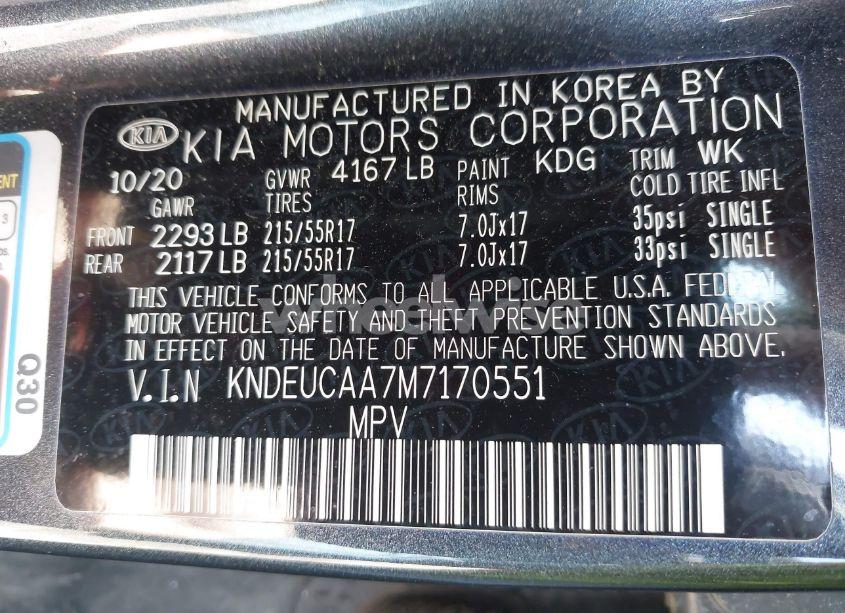 MANUFACTURED IN KOREA BY
KIA KIA MOTORS CORPORATION
10/20 GVWR 4167 LB PAINT KDG TRIM WK
GAWR TIRES RIMS COLD TIRE INFL
FRONT 2293 LB 215/55R17 7.0Jx17 35psi SINGLE
REAR 2117 LB 215/55R17 7.0Jx17 33psi SINGLE
THIS VEHICLE CONFORMS TO ALL APPLICABLE U.S.A. FEDERAL
MOTOR VEHICLE SAFETY AND THEFT PREVENTION STANDARDS
IN EFFECT ON THE DATE OF MANUFACTURE SHOWN ABOVE.
V.I.N KNDEUCAA7M7170551
MPV
Q30